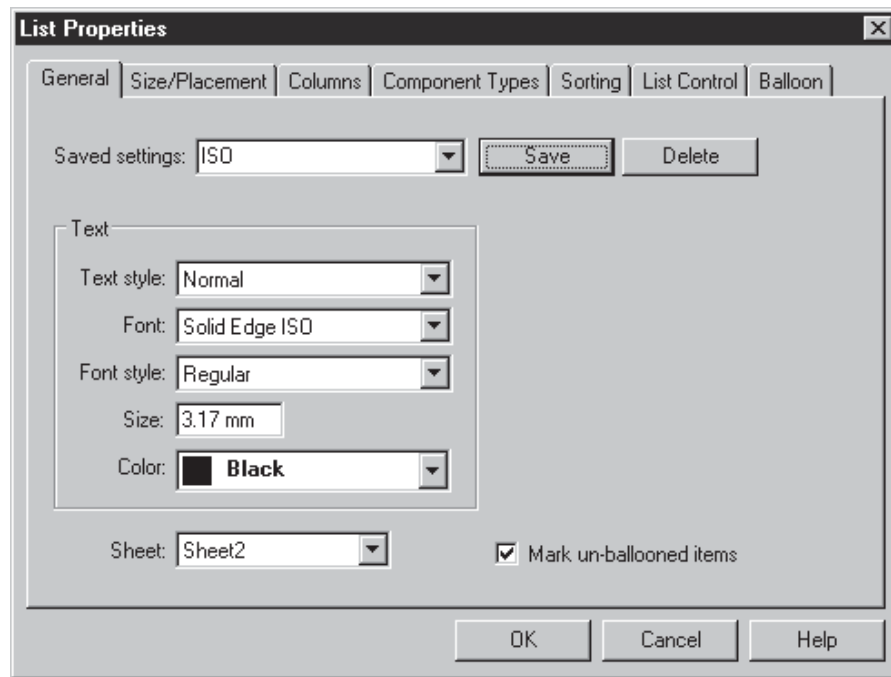 List Properties
General Size/Placement Columns Component Types Sorting List Control Balloon
Saved settings: ISO Save Delete
Text
Text style: Normal
Font: Solid Edge ISO
Font style: Regular
Size: 3.17 mm
Color: Black
Sheet: Sheet2 Mark un-ballooned items
OK Cancel Help